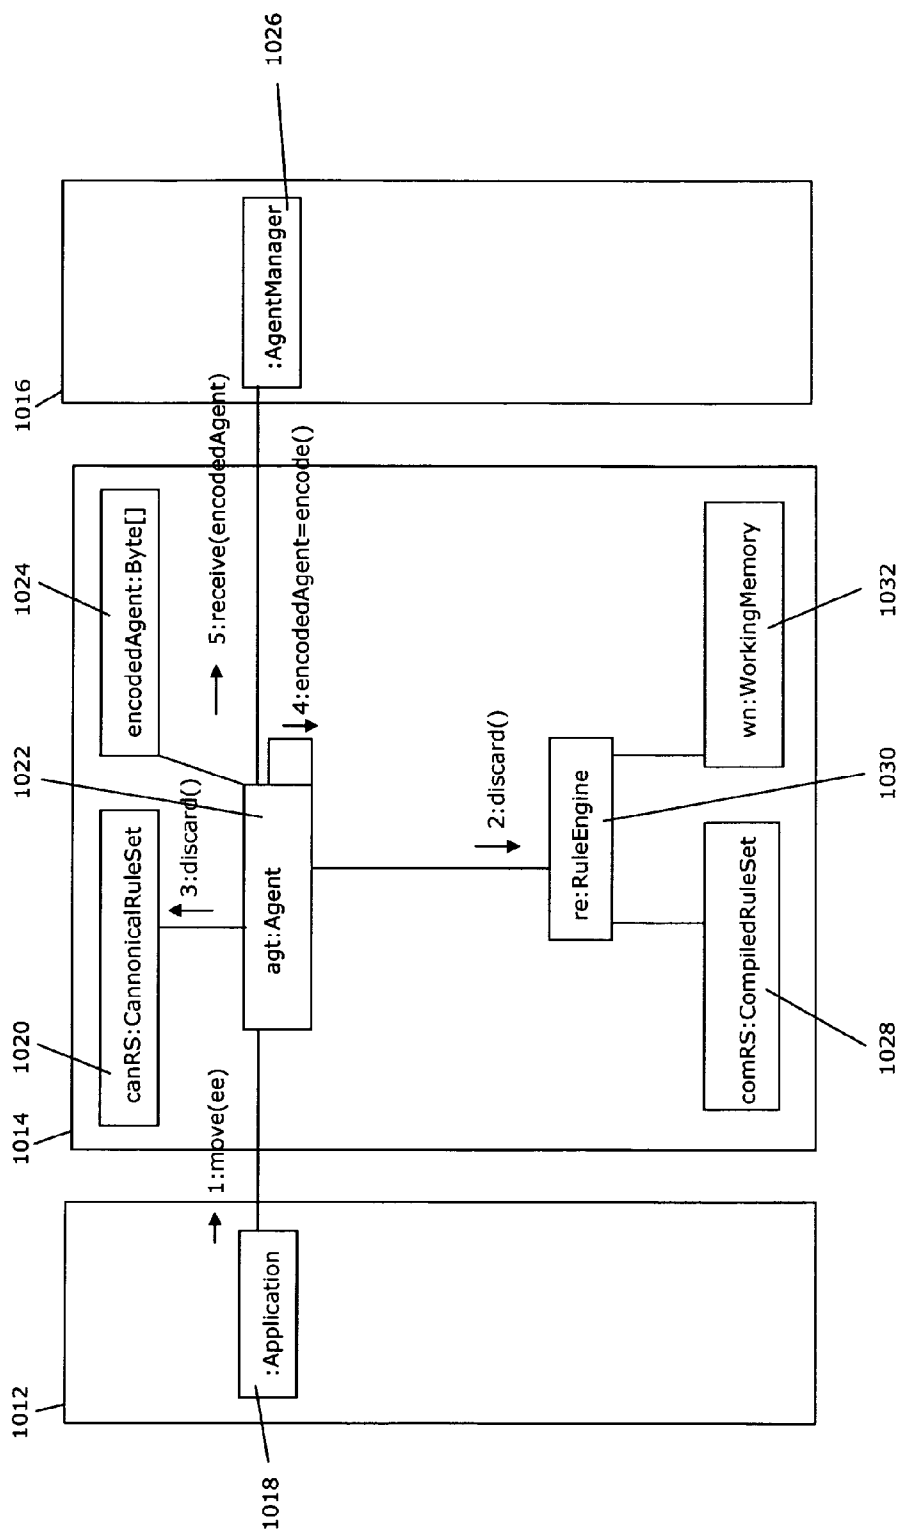 1012
1014
1016
1018
:Application
1:move(ee)
1020
canRS:CannonicalRuleSet
3:discard()
1022
agt:Agent
1024
encodedAgent:Byte[]
5:receive(encodedAgent)
4:encodedAgent=encode()
:AgentManager
1026
2:discard()
re:RuleEngine
comRS:CompiledRuleSet
wn:WorkingMemory
1028
1030
1032